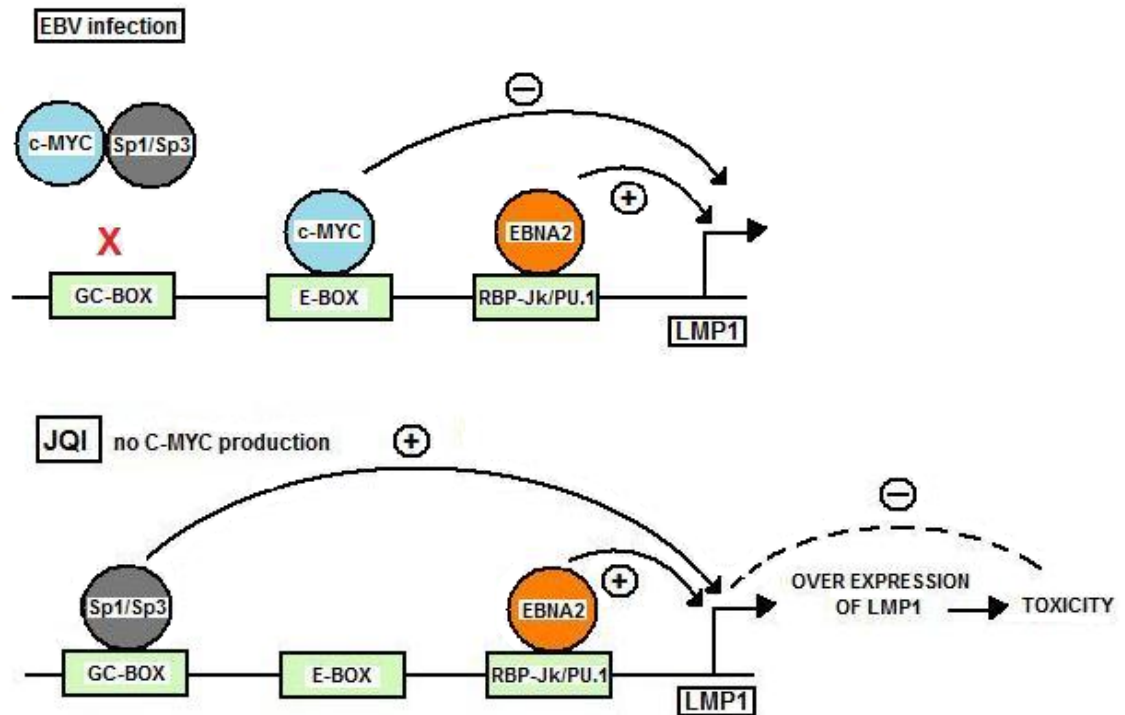 EBV infection
c-MYC
Sp1/Sp3
−
+
X
c-MYC
EBNA2
GC-BOX
E-BOX
RBP-Jk/PU.1
LMP1
JQI no C-MYC production
+
−
+
Sp1/Sp3
EBNA2
OVER EXPRESSION
OF LMP1
TOXICITY
GC-BOX
E-BOX
RBP-Jk/PU.1
LMP1